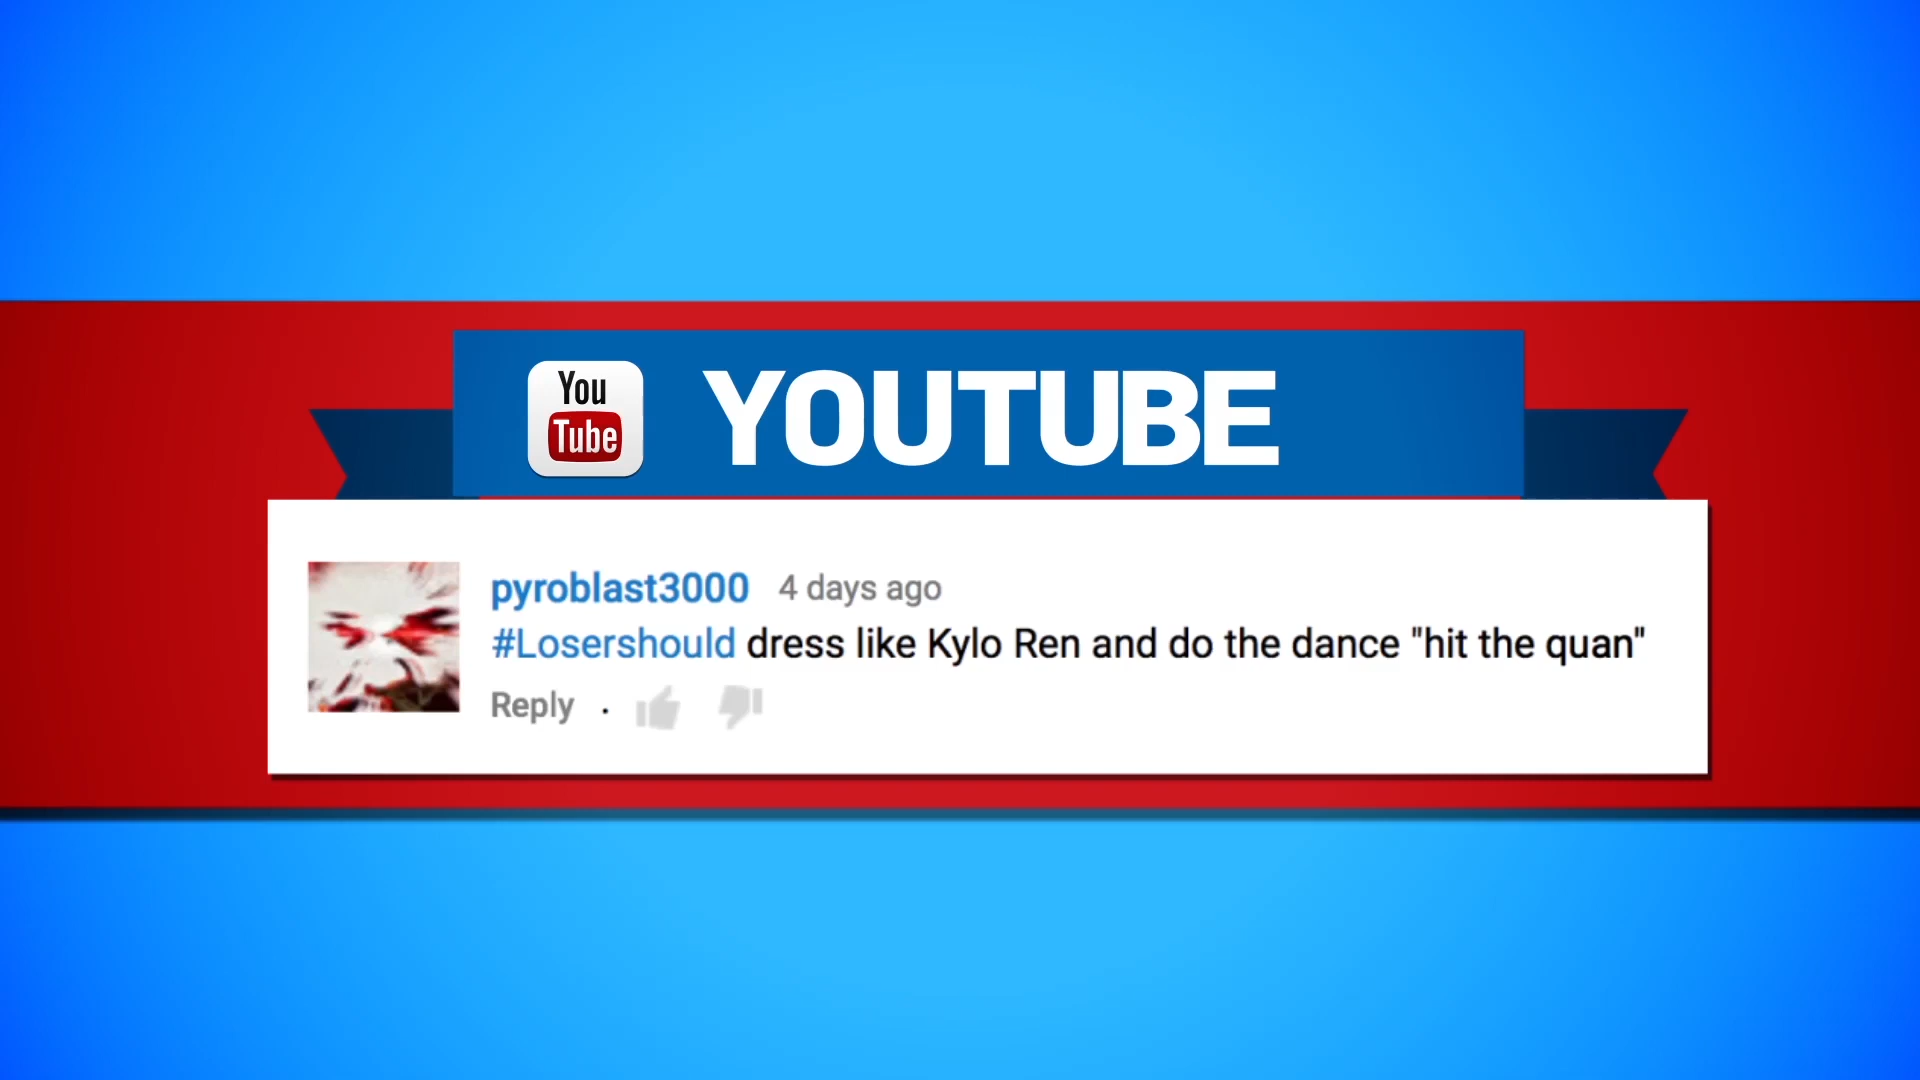 You
Tube
YOUTUBE
pyroblast3000 4 days ago
#Losershould dress like Kylo Ren and do the dance "hit the quan"
Reply .